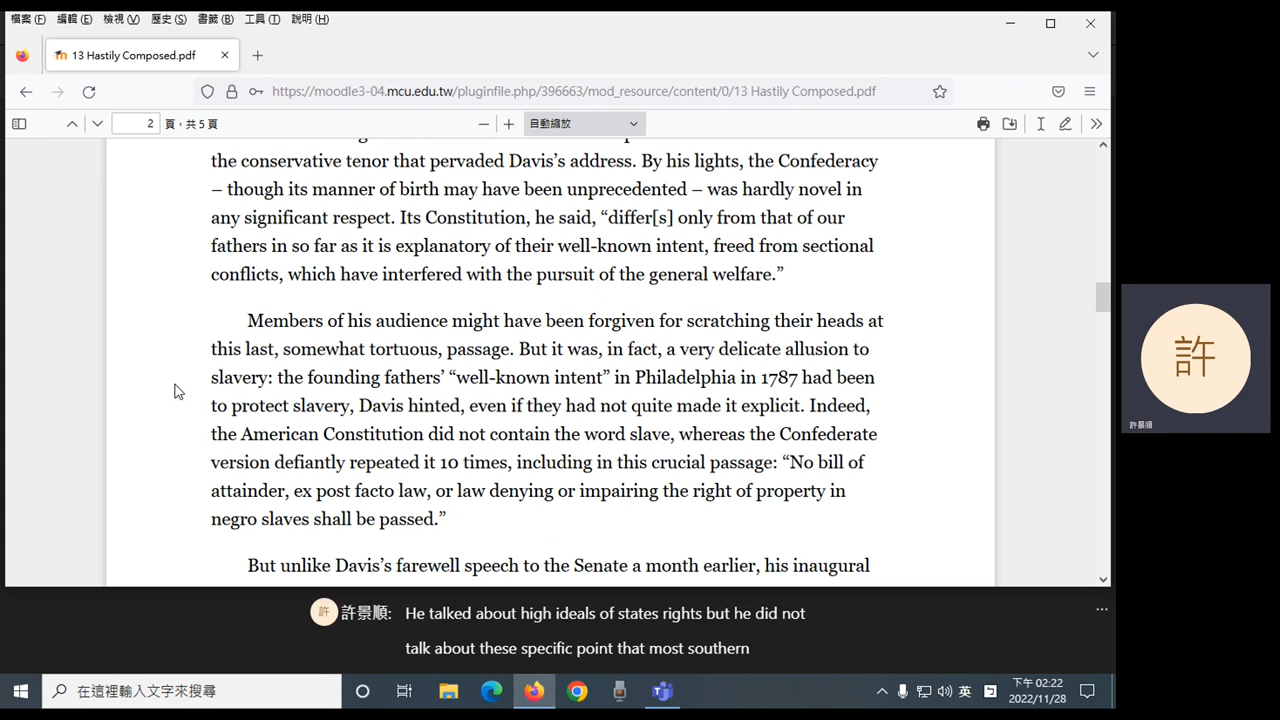 檔案 (F) 編輯 (E) 檢視 (V) 歷史 (S) 書籤 (B) 工具 (T) 說明 (H)
13 Hastily Composed.pdf
https://moodle3-04.mcu.edu.tw/pluginfile.php/396663/mod_resource/content/0/13 Hastily Composed.pdf
2 頁，共 5 頁 自動縮放
the conservative tenor that pervaded Davis’s address. By his lights, the Confederacy
– though its manner of birth may have been unprecedented – was hardly novel in
any significant respect. Its Constitution, he said, “differ[s] only from that of our
fathers in so far as it is explanatory of their well-known intent, freed from sectional
conflicts, which have interfered with the pursuit of the general welfare.”
Members of his audience might have been forgiven for scratching their heads at
this last, somewhat tortuous, passage. But it was, in fact, a very delicate allusion to
slavery: the founding fathers’ “well-known intent” in Philadelphia in 1787 had been
to protect slavery, Davis hinted, even if they had not quite made it explicit. Indeed,
the American Constitution did not contain the word slave, whereas the Confederate
version defiantly repeated it 10 times, including in this crucial passage: “No bill of
attainder, ex post facto law, or law denying or impairing the right of property in
negro slaves shall be passed.”
But unlike Davis’s farewell speech to the Senate a month earlier, his inaugural
許
許景順
許 許景順: He talked about high ideals of states rights but he did not
talk about these specific point that most southern
在這裡輸入文字來搜尋
英
下午 02:22
2022/11/28